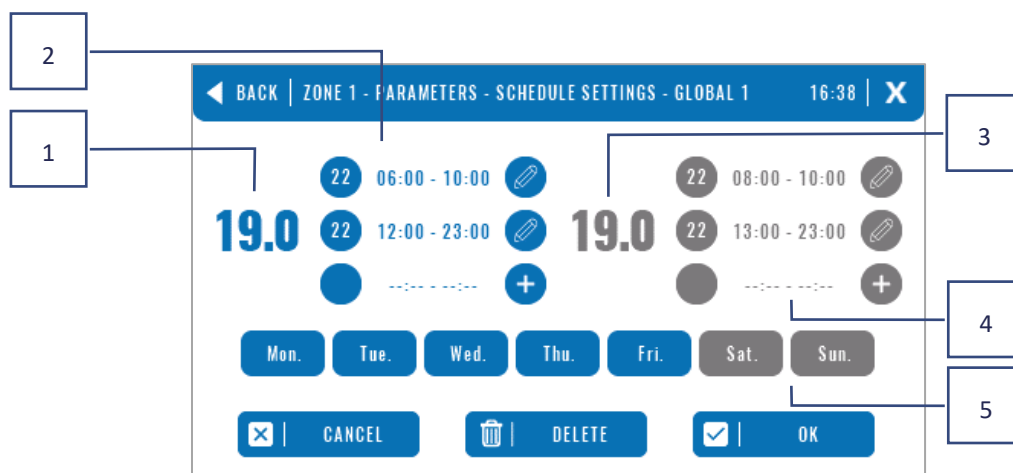 2
BACK ZONE 1 - PARAMETERS - SCHEDULE SETTINGS - GLOBAL 1 16:38 X
1
3
22 06:00 - 10:00 22 08:00 - 10:00
19.0 22 12:00 - 23:00 19.0 22 13:00 - 23:00
--:-- - --:-- + --:-- - --:-- +
4
Mon. Tue. Wed. Thu. Fri. Sat. Sun.
5
CANCEL DELETE OK